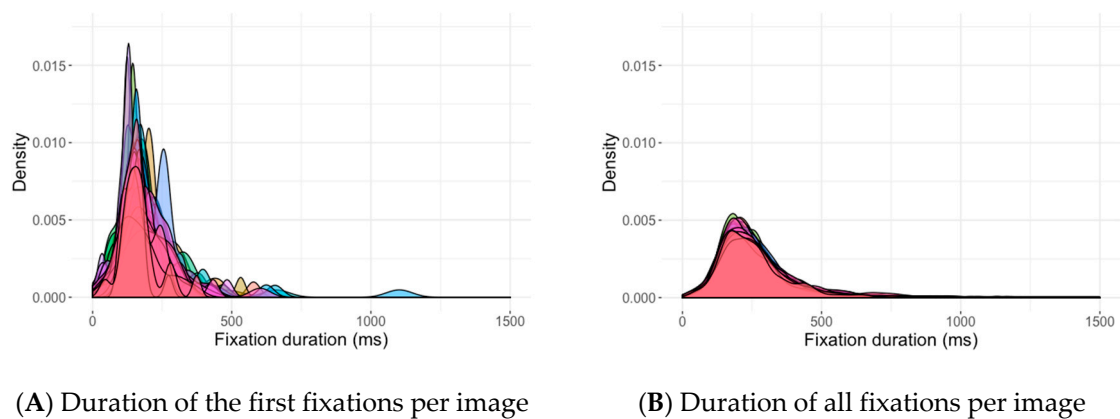 0.015
0.010
0.005
0.000
Density
0 500 1000 1500
Fixation duration (ms)
(A) Duration of the first fixations per image
0.015
0.010
0.005
0.000
Density
0 500 1000 1500
Fixation duration (ms)
(B) Duration of all fixations per image